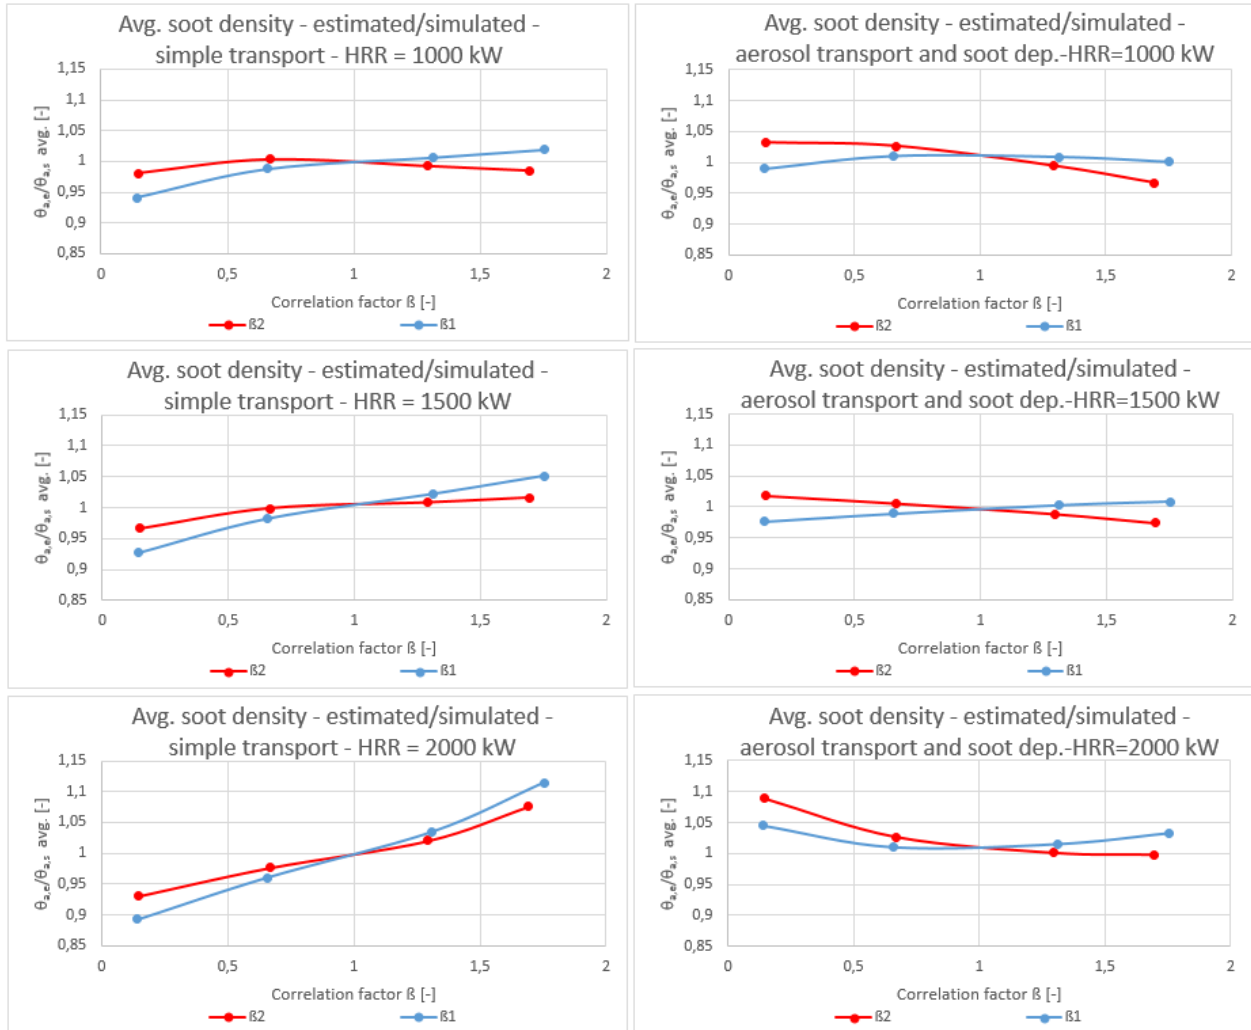 Avg. soot density - estimated/simulated -
simple transport - HRR = 1000 kW
1,15
1,1
1,05
1
0,95
0,9
0,85
θa,e/θa,s avg. [-]
0 0,5 1 1,5 2
Correlation factor ß [-]
ß2 ß1
Avg. soot density - estimated/simulated -
aerosol transport and soot dep.-HRR=1000 kW
1,15
1,1
1,05
1
0,95
0,9
0,85
θa,e/θa,s avg. [-]
0 0,5 1 1,5 2
Correlation factor ß [-]
ß2 ß1
Avg. soot density - estimated/simulated -
simple transport - HRR = 1500 kW
1,15
1,1
1,05
1
0,95
0,9
0,85
θa,e/θa,s avg. [-]
0 0,5 1 1,5 2
Correlation factor ß [-]
ß2 ß1
Avg. soot density - estimated/simulated -
aerosol transport and soot dep.-HRR=1500 kW
1,15
1,1
1,05
1
0,95
0,9
0,85
θa,e/θa,s avg. [-]
0 0,5 1 1,5 2
Correlation factor ß [-]
ß2 ß1
Avg. soot density - estimated/simulated -
simple transport - HRR = 2000 kW
1,15
1,1
1,05
1
0,95
0,9
0,85
θa,e/θa,s avg. [-]
0 0,5 1 1,5 2
Correlation factor ß [-]
ß2 ß1
Avg. soot density - estimated/simulated -
aerosol transport and soot dep.-HRR=2000 kW
1,15
1,1
1,05
1
0,95
0,9
0,85
θa,e/θa,s avg. [-]
0 0,5 1 1,5 2
Correlation factor ß [-]
ß2 ß1